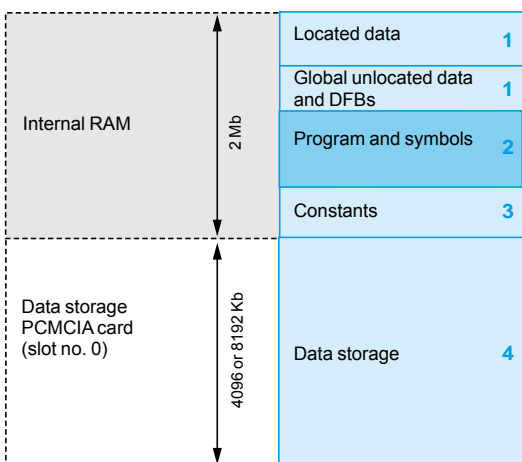 Located data 1
Global unlocated data
and DFBs 1
Internal RAM
2 Mb
Program and symbols 2
Constants 3
Data storage
PCMCIA card
(slot no. 0)
4096 or 8192 Kb
Data storage 4